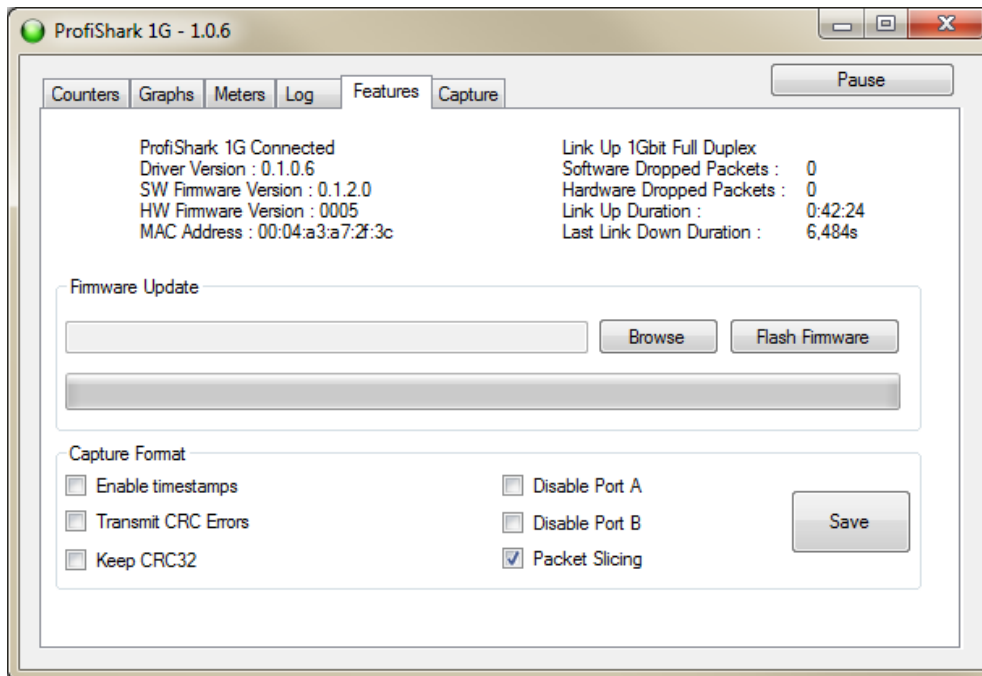 ProfiShark 1G - 1.0.6
Pause
Counters Graphs Meters Log Features Capture
ProfiShark 1G Connected
Driver Version : 0.1.0.6
SW Firmware Version : 0.1.2.0
HW Firmware Version : 0005
MAC Address : 00:04:a3:a7:2f:3c
Link Up 1Gbit Full Duplex
Software Dropped Packets : 0
Hardware Dropped Packets : 0
Link Up Duration : 0:42:24
Last Link Down Duration : 6,484s
Firmware Update
Browse Flash Firmware
Capture Format
Enable timestamps
Transmit CRC Errors
Keep CRC32
Disable Port A
Disable Port B
Packet Slicing
Save